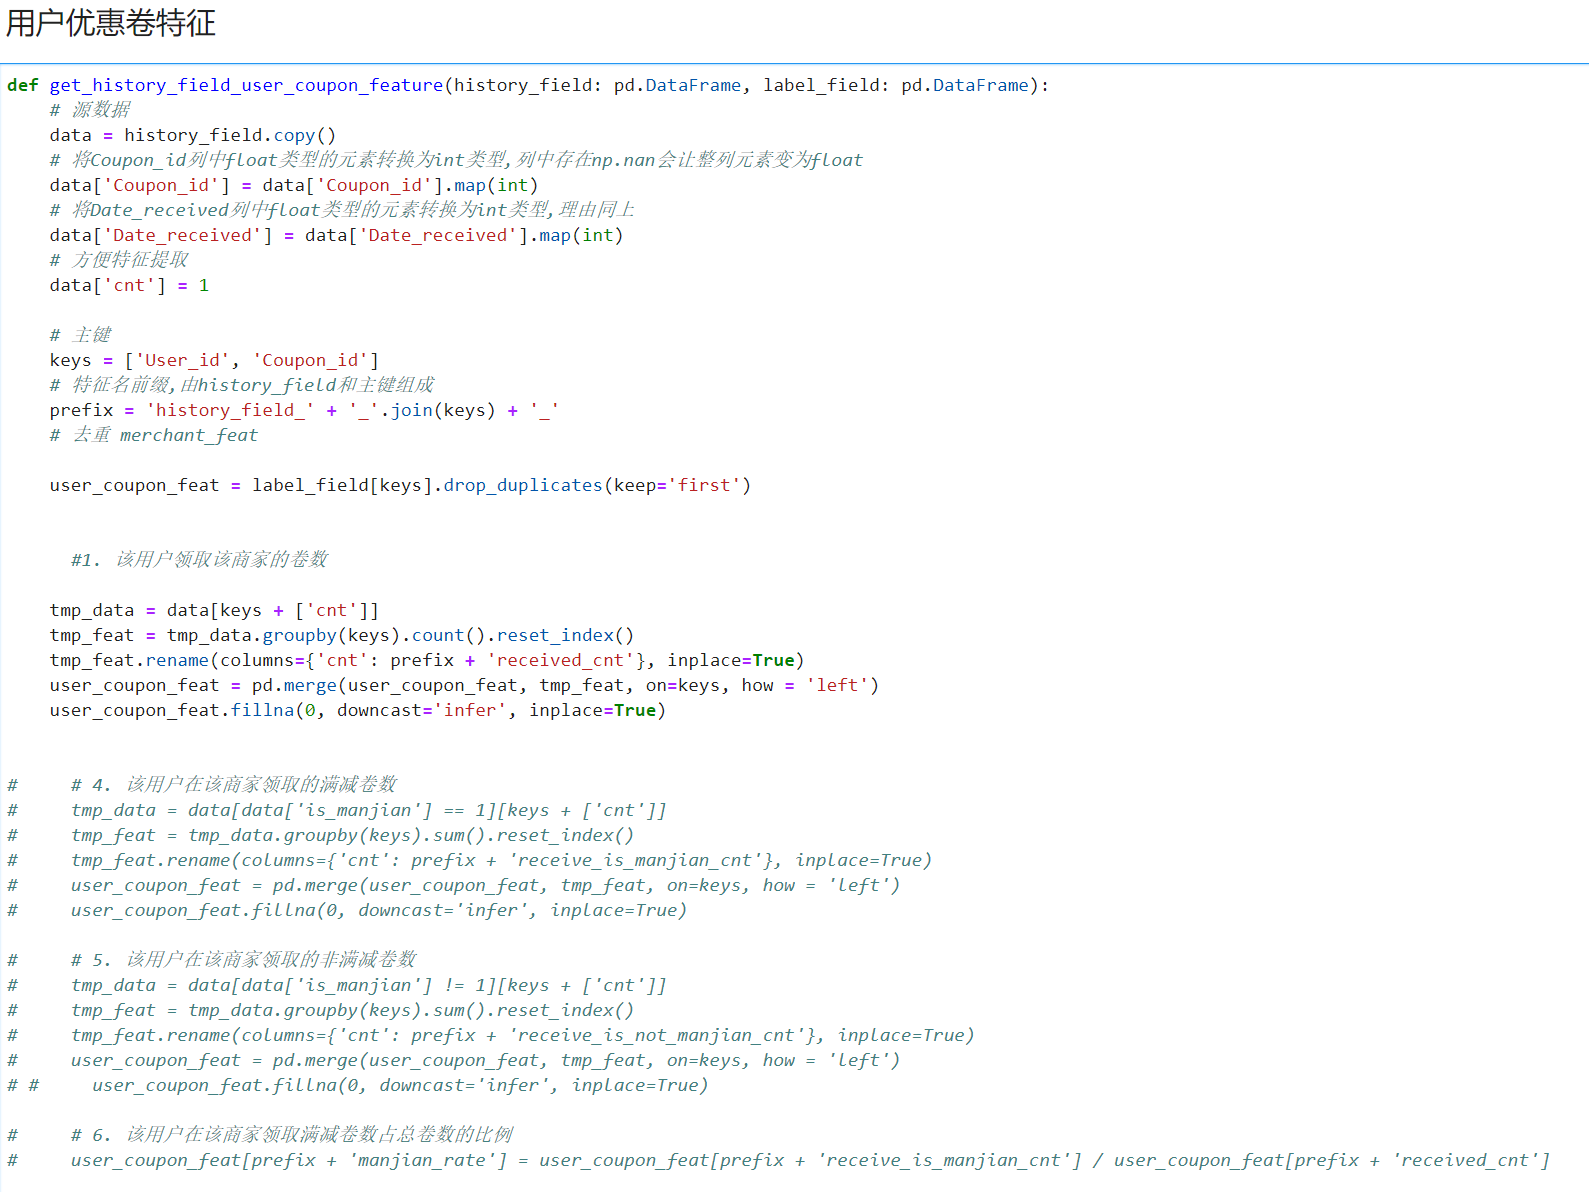 用户优惠卷特征
def get_history_field_user_coupon_feature(history_field: pd.DataFrame, label_field: pd.DataFrame):
# 源数据
data = history_field.copy()
# 将Coupon_id列中float类型的元素转换为int类型,列中存在np.nan会让整列元素变为float
data['Coupon_id'] = data['Coupon_id'].map(int)
# 将Date_received列中float类型的元素转换为int类型,理由同上
data['Date_received'] = data['Date_received'].map(int)
# 方便特征提取
data['cnt'] = 1
# 主键
keys = ['User_id', 'Coupon_id']
# 特征名前缀,由history_field和主键组成
prefix = 'history_field_' + '_'.join(keys) + '_'
# 去重 merchant_feat
user_coupon_feat = label_field[keys].drop_duplicates(keep='first')
#1. 该用户领取该商家的卷数
tmp_data = data[keys + ['cnt']]
tmp_feat = tmp_data.groupby(keys).count().reset_index()
tmp_feat.rename(columns={'cnt': prefix + 'received_cnt'}, inplace=True)
user_coupon_feat = pd.merge(user_coupon_feat, tmp_feat, on=keys, how = 'left')
user_coupon_feat.fillna(0, downcast='infer', inplace=True)
# # 4. 该用户在该商家领取的满减卷数
# tmp_data = data[data['is_manjian'] == 1][keys + ['cnt']]
# tmp_feat = tmp_data.groupby(keys).sum().reset_index()
# tmp_feat.rename(columns={'cnt': prefix + 'receive_is_manjian_cnt'}, inplace=True)
# user_coupon_feat = pd.merge(user_coupon_feat, tmp_feat, on=keys, how = 'left')
# user_coupon_feat.fillna(0, downcast='infer', inplace=True)
# # 5. 该用户在该商家领取的非满减卷数
# tmp_data = data[data['is_manjian'] != 1][keys + ['cnt']]
# tmp_feat = tmp_data.groupby(keys).sum().reset_index()
# tmp_feat.rename(columns={'cnt': prefix + 'receive_is_not_manjian_cnt'}, inplace=True)
# user_coupon_feat = pd.merge(user_coupon_feat, tmp_feat, on=keys, how = 'left')
# # user_coupon_feat.fillna(0, downcast='infer', inplace=True)
# # 6. 该用户在该商家领取满减卷数占总卷数的比例
# user_coupon_feat[prefix + 'manjian_rate'] = user_coupon_feat[prefix + 'receive_is_manjian_cnt'] / user_coupon_feat[prefix + 'received_cnt']